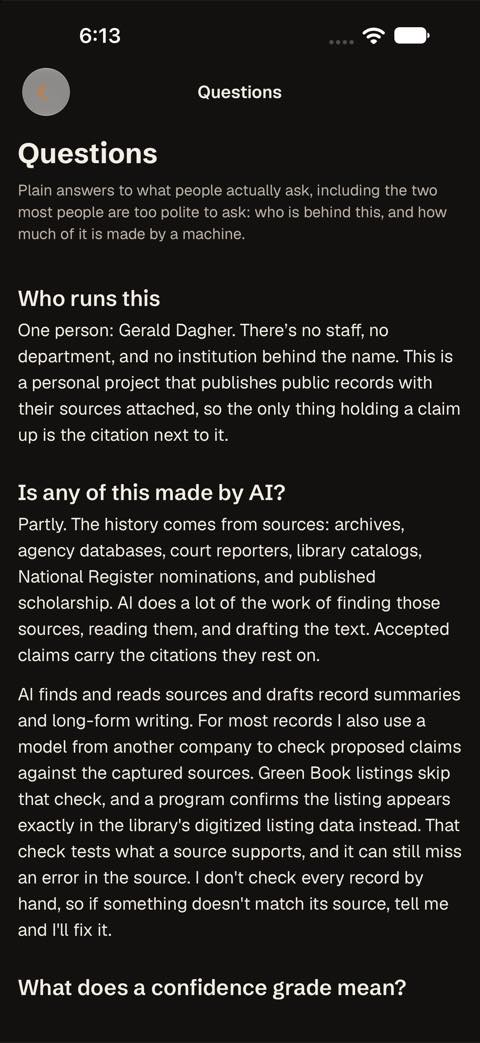 6:13
Questions
Questions
Plain answers to what people actually ask, including the two
most people are too polite to ask: who is behind this, and how
much of it is made by a machine.
Who runs this
One person: Gerald Dagher. There's no staff, no
department, and no institution behind the name. This is
a personal project that publishes public records with
their sources attached, so the only thing holding a claim
up is the citation next to it.
Is any of this made by AI?
Partly. The history comes from sources: archives,
agency databases, court reporters, library catalogs,
National Register nominations, and published
scholarship. AI does a lot of the work of finding those
sources, reading them, and drafting the text. Accepted
claims carry the citations they rest on.
AI finds and reads sources and drafts record summaries
and long-form writing. For most records I also use a
model from another company to check proposed claims
against the captured sources. Green Book listings skip
that check, and a program confirms the listing appears
exactly in the library's digitized listing data instead. That
check tests what a source supports, and it can still miss
an error in the source. I don't check every record by
hand, so if something doesn't match its source, tell me
and I'll fix it.
What does a confidence grade mean?